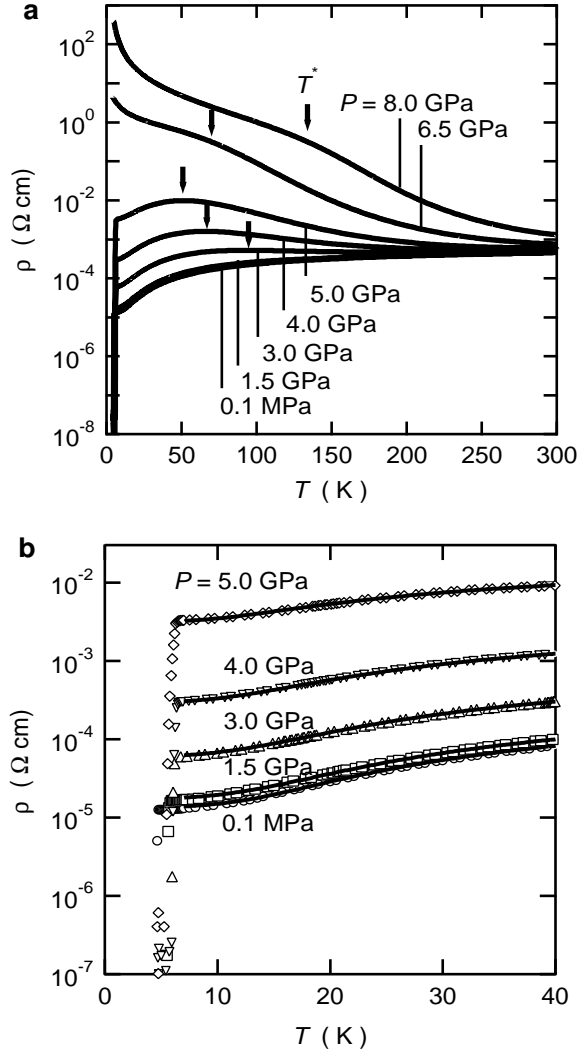 a
10^2
10^0
10^-2
10^-4
10^-6
10^-8
ρ ( Ω cm)
T*
P = 8.0 GPa
6.5 GPa
5.0 GPa
4.0 GPa
3.0 GPa
1.5 GPa
0.1 MPa
0 50 100 150 200 250 300
T ( K )
b
10^-2
10^-3
10^-4
10^-5
10^-6
10^-7
ρ ( Ω cm)
P = 5.0 GPa
4.0 GPa
3.0 GPa
1.5 GPa
0.1 MPa
0 10 20 30 40
T ( K )